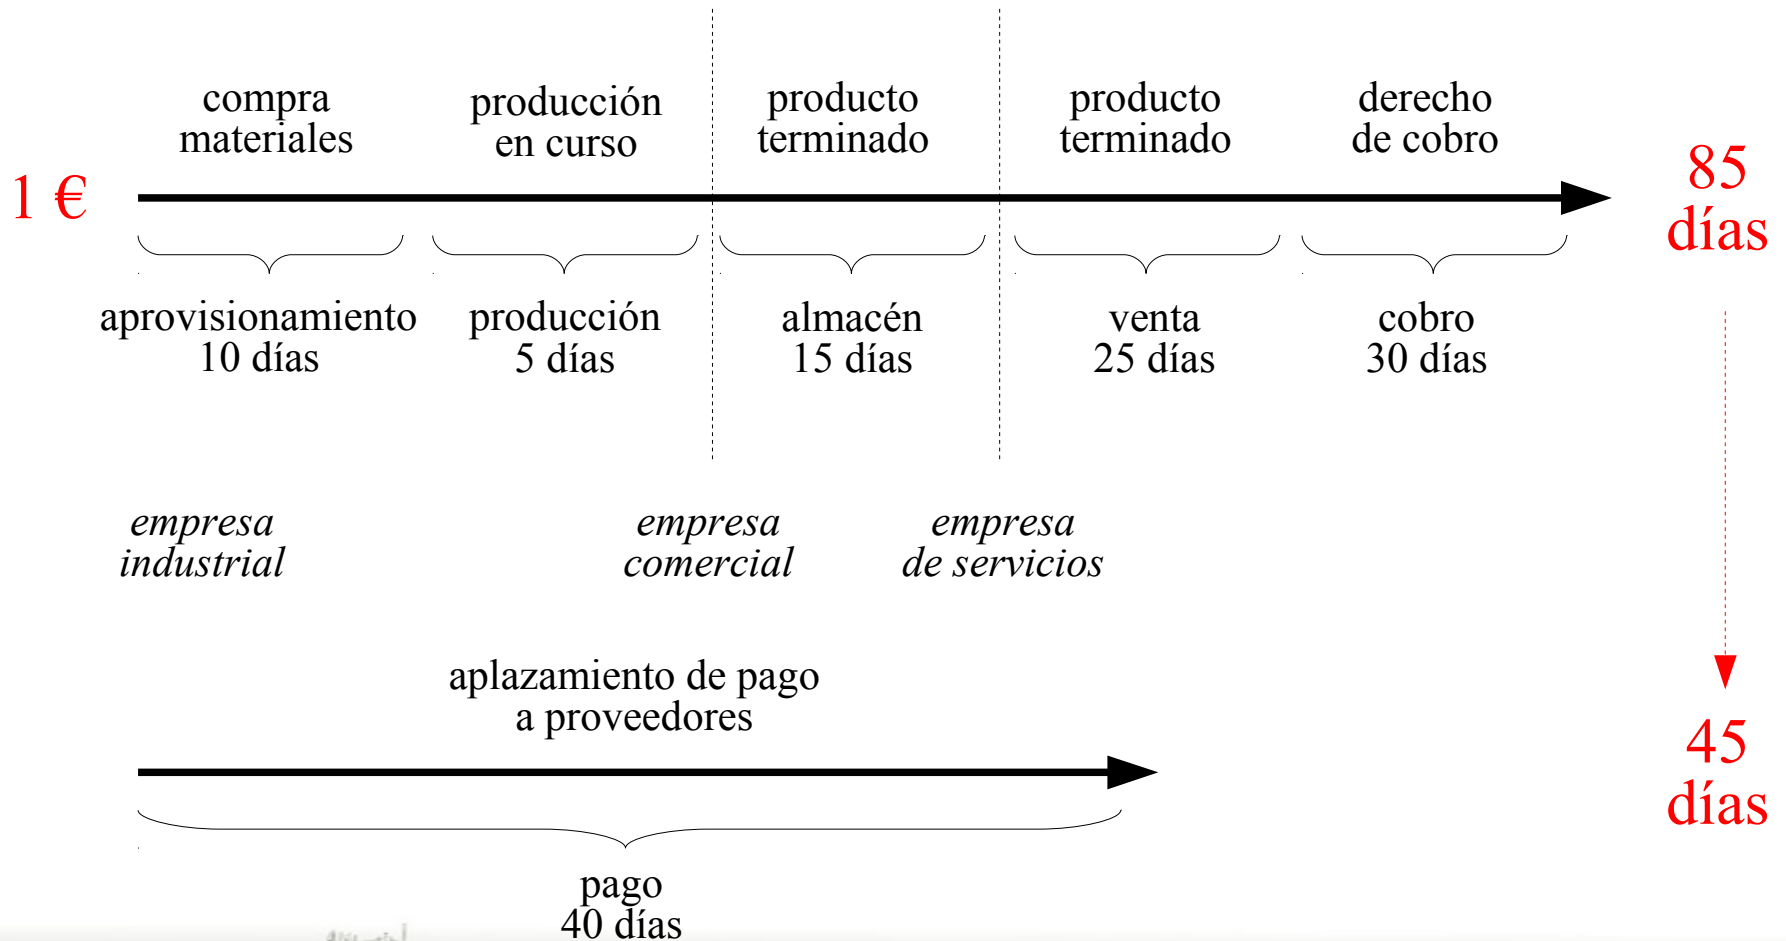 compra
materiales
producción
en curso
producto
terminado
producto
terminado
derecho
de cobro
1 €
85
días
aprovisionamiento
10 días
producción
5 días
almacén
15 días
venta
25 días
cobro
30 días
empresa
industrial
empresa
comercial
empresa
de servicios
aplazamiento de pago
a proveedores
45
días
pago
40 días